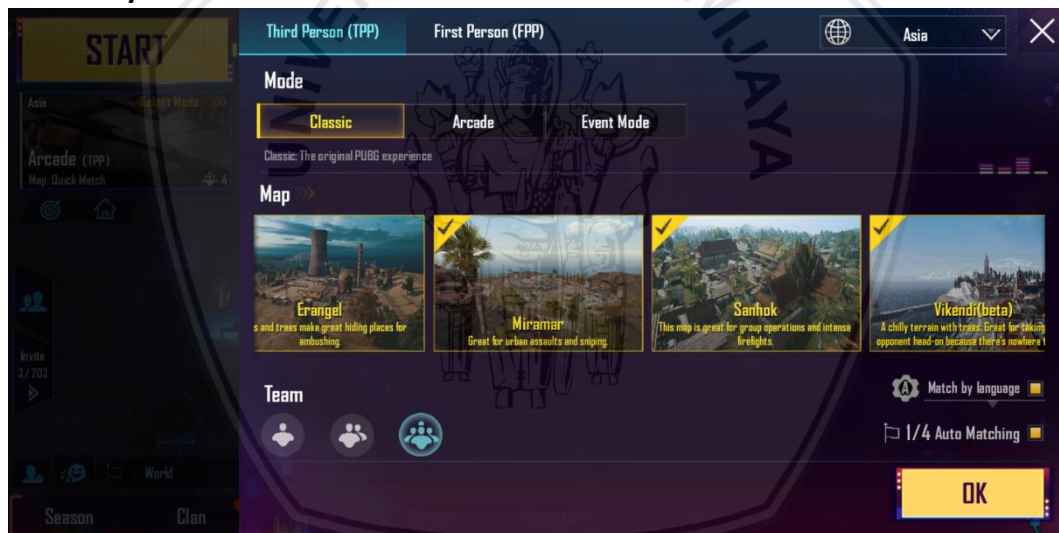 START
Asia
Select Mode
Arcade (TPP)
Map: Quick Match
4
Invite
3/203
World
Season
Clan
Third Person (TPP)
First Person (FPP)
Asia
Mode
Classic
Arcade
Event Mode
Classic: The original PUBG experience
Map
Erangel
s and trees make great hiding places for
ambushing.
Miramar
Great for urban assaults and sniping.
Sanhok
This map is great for group operations and intense
firefights.
Vikendi(beta)
A chilly terrain with trees. Great for taking
opponent head-on because there's nowhere t
Team
A
Match by language
1/4 Auto Matching
OK
UNIVER
WIJAYA